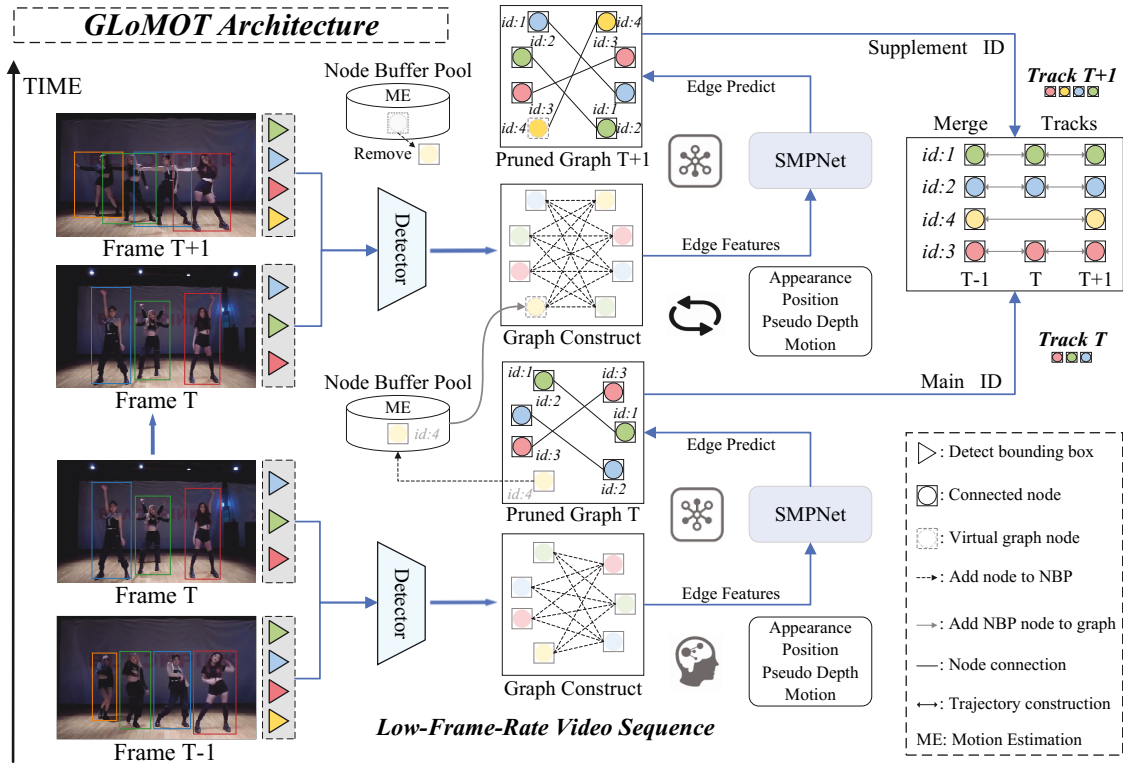 GLoMOT Architecture
TIME
Node Buffer Pool
ME
Remove
Frame T+1
Frame T
Frame T
Frame T-1
Detector
Detector
id:1
id:2
id:3
id:4
id:4
id:3
id:1
id:2
Pruned Graph T+1
Graph Construct
Edge Predict
SMPNet
Edge Features
Appearance
Position
Pseudo Depth
Motion
Supplement ID
Track T+1
Merge Tracks
id:1
id:2
id:4
id:3
T-1 T T+1
Track T
Main ID
Node Buffer Pool
ME
id:4
id:1
id:2
id:3
id:4
id:3
id:1
id:2
Pruned Graph T
Graph Construct
Edge Predict
SMPNet
Edge Features
Appearance
Position
Pseudo Depth
Motion
Low-Frame-Rate Video Sequence
: Detect bounding box
: Connected node
: Virtual graph node
: Add node to NBP
: Add NBP node to graph
: Node connection
: Trajectory construction
ME: Motion Estimation